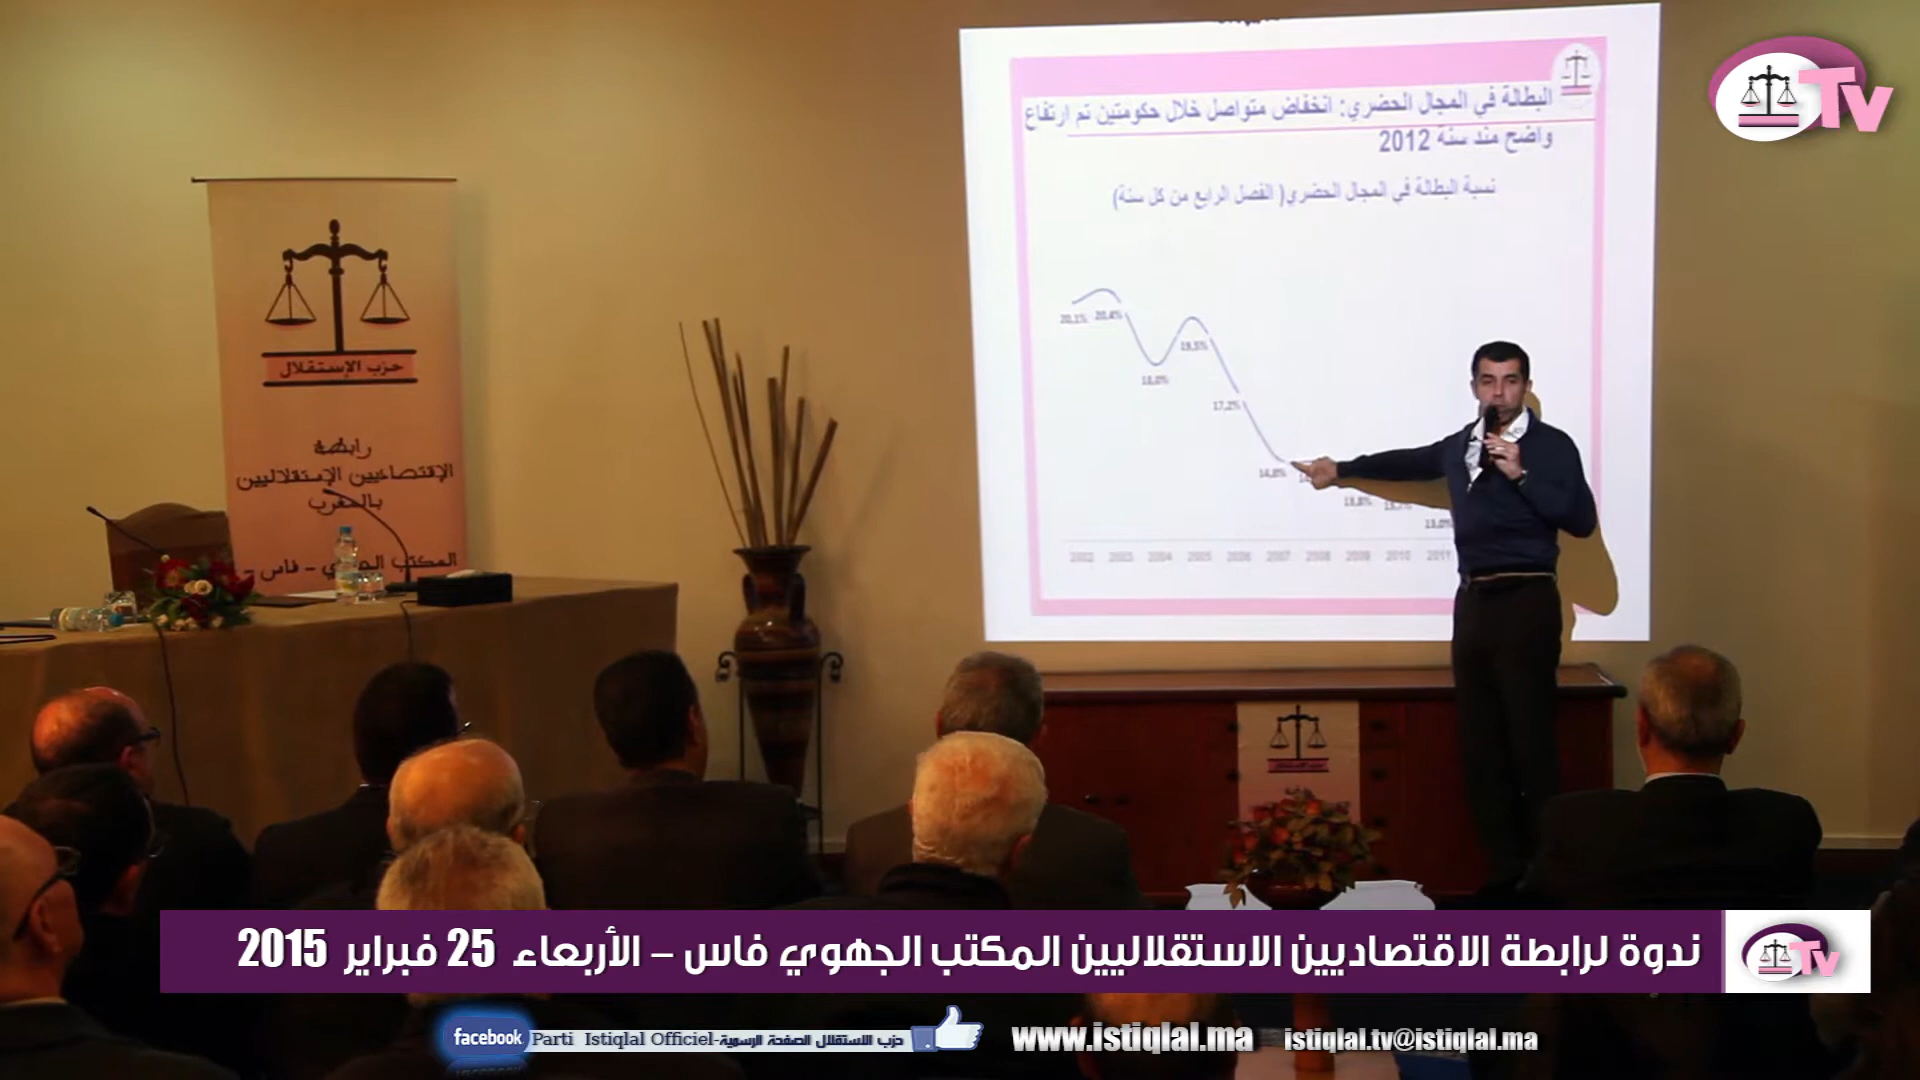 TV
البطالة في المجال الحضري: انخفاض متواصل خلال حكومتين تم ارتفاع
واضح مند سنة 2012
نسبة البطالة في المجال الحضري( الفصل الرابع من كل سنة)
20,1%
20,4%
18,0%
19,5%
17,2%
14,8%
13,0%
2002 2003 2004 2005 2006 2007 2008 2009 2010 2011
حزب الإستقلال
رابطة
الإقتصاديين الإستقلاليين
بالمغرب
المكتب الجهوي - فاس -
ندوة لرابطة الاقتصاديين الاستقلاليين المكتب الجهوي فاس – الأربعاء 25 فبراير 2015
TV
facebook Parti Istiqlal Officiel-حزب الاستقلال الصفحة الرسمية www.istiqlal.ma istiqlal.tv@istiqlal.ma